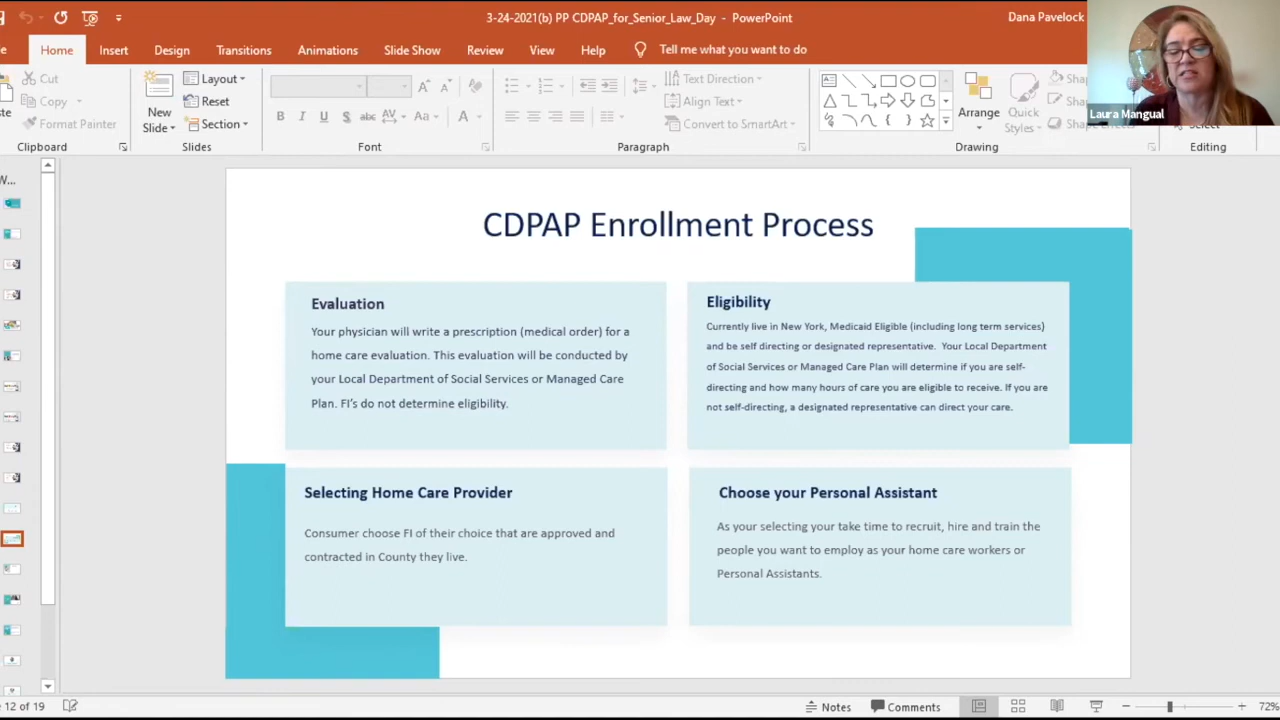 3-24-2021(b) PP CDPAP_for_Senior_Law_Day - PowerPoint
Dana Pavelock
Home Insert Design Transitions Animations Slide Show Review View Help Tell me what you want to do
Cut
Copy
Format Painter
Clipboard
New Slide
Layout
Reset
Section
Slides
B I U S abc AV Aa A
Font
Text Direction
Align Text
Convert to SmartArt
Paragraph
Arrange
Quick Styles
Shape Effects
Drawing
Select
Editing
Laura Mangual
W...
CDPAP Enrollment Process
Evaluation
Your physician will write a prescription (medical order) for a
home care evaluation. This evaluation will be conducted by
your Local Department of Social Services or Managed Care
Plan. FI's do not determine eligibility.
Eligibility
Currently live in New York, Medicaid Eligible (including long term services)
and be self directing or designated representative. Your Local Department
of Social Services or Managed Care Plan will determine if you are self-
directing and how many hours of care you are eligible to receive. If you are
not self-directing, a designated representative can direct your care.
Selecting Home Care Provider
Consumer choose FI of their choice that are approved and
contracted in County they live.
Choose your Personal Assistant
As your selecting your take time to recruit, hire and train the
people you want to employ as your home care workers or
Personal Assistants.
12 of 19
Notes
Comments
72%